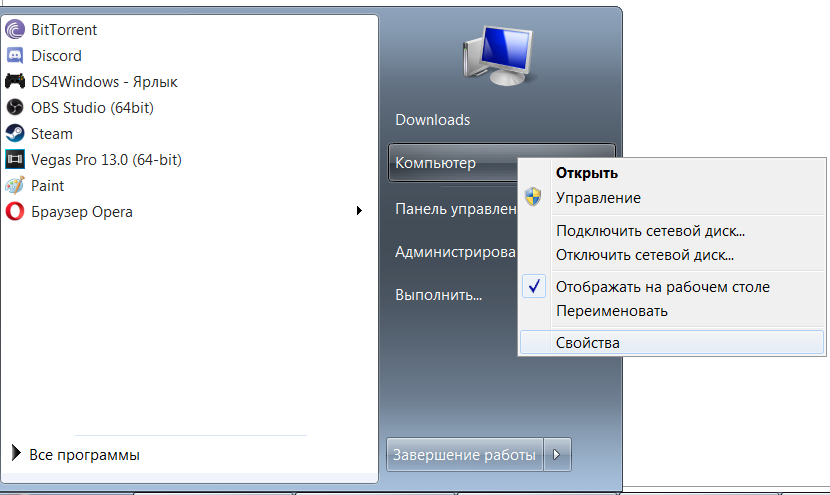 BitTorrent
Discord
DS4Windows - Ярлык
OBS Studio (64bit)
Steam
Vegas Pro 13.0 (64-bit)
Paint
Браузер Opera
Все программы
Downloads
Компьютер
Панель управлен
Администрирова
Выполнить...
Завершение работы
Открыть
Управление
Подключить сетевой диск...
Отключить сетевой диск...
Отображать на рабочем столе
Переименовать
Свойства